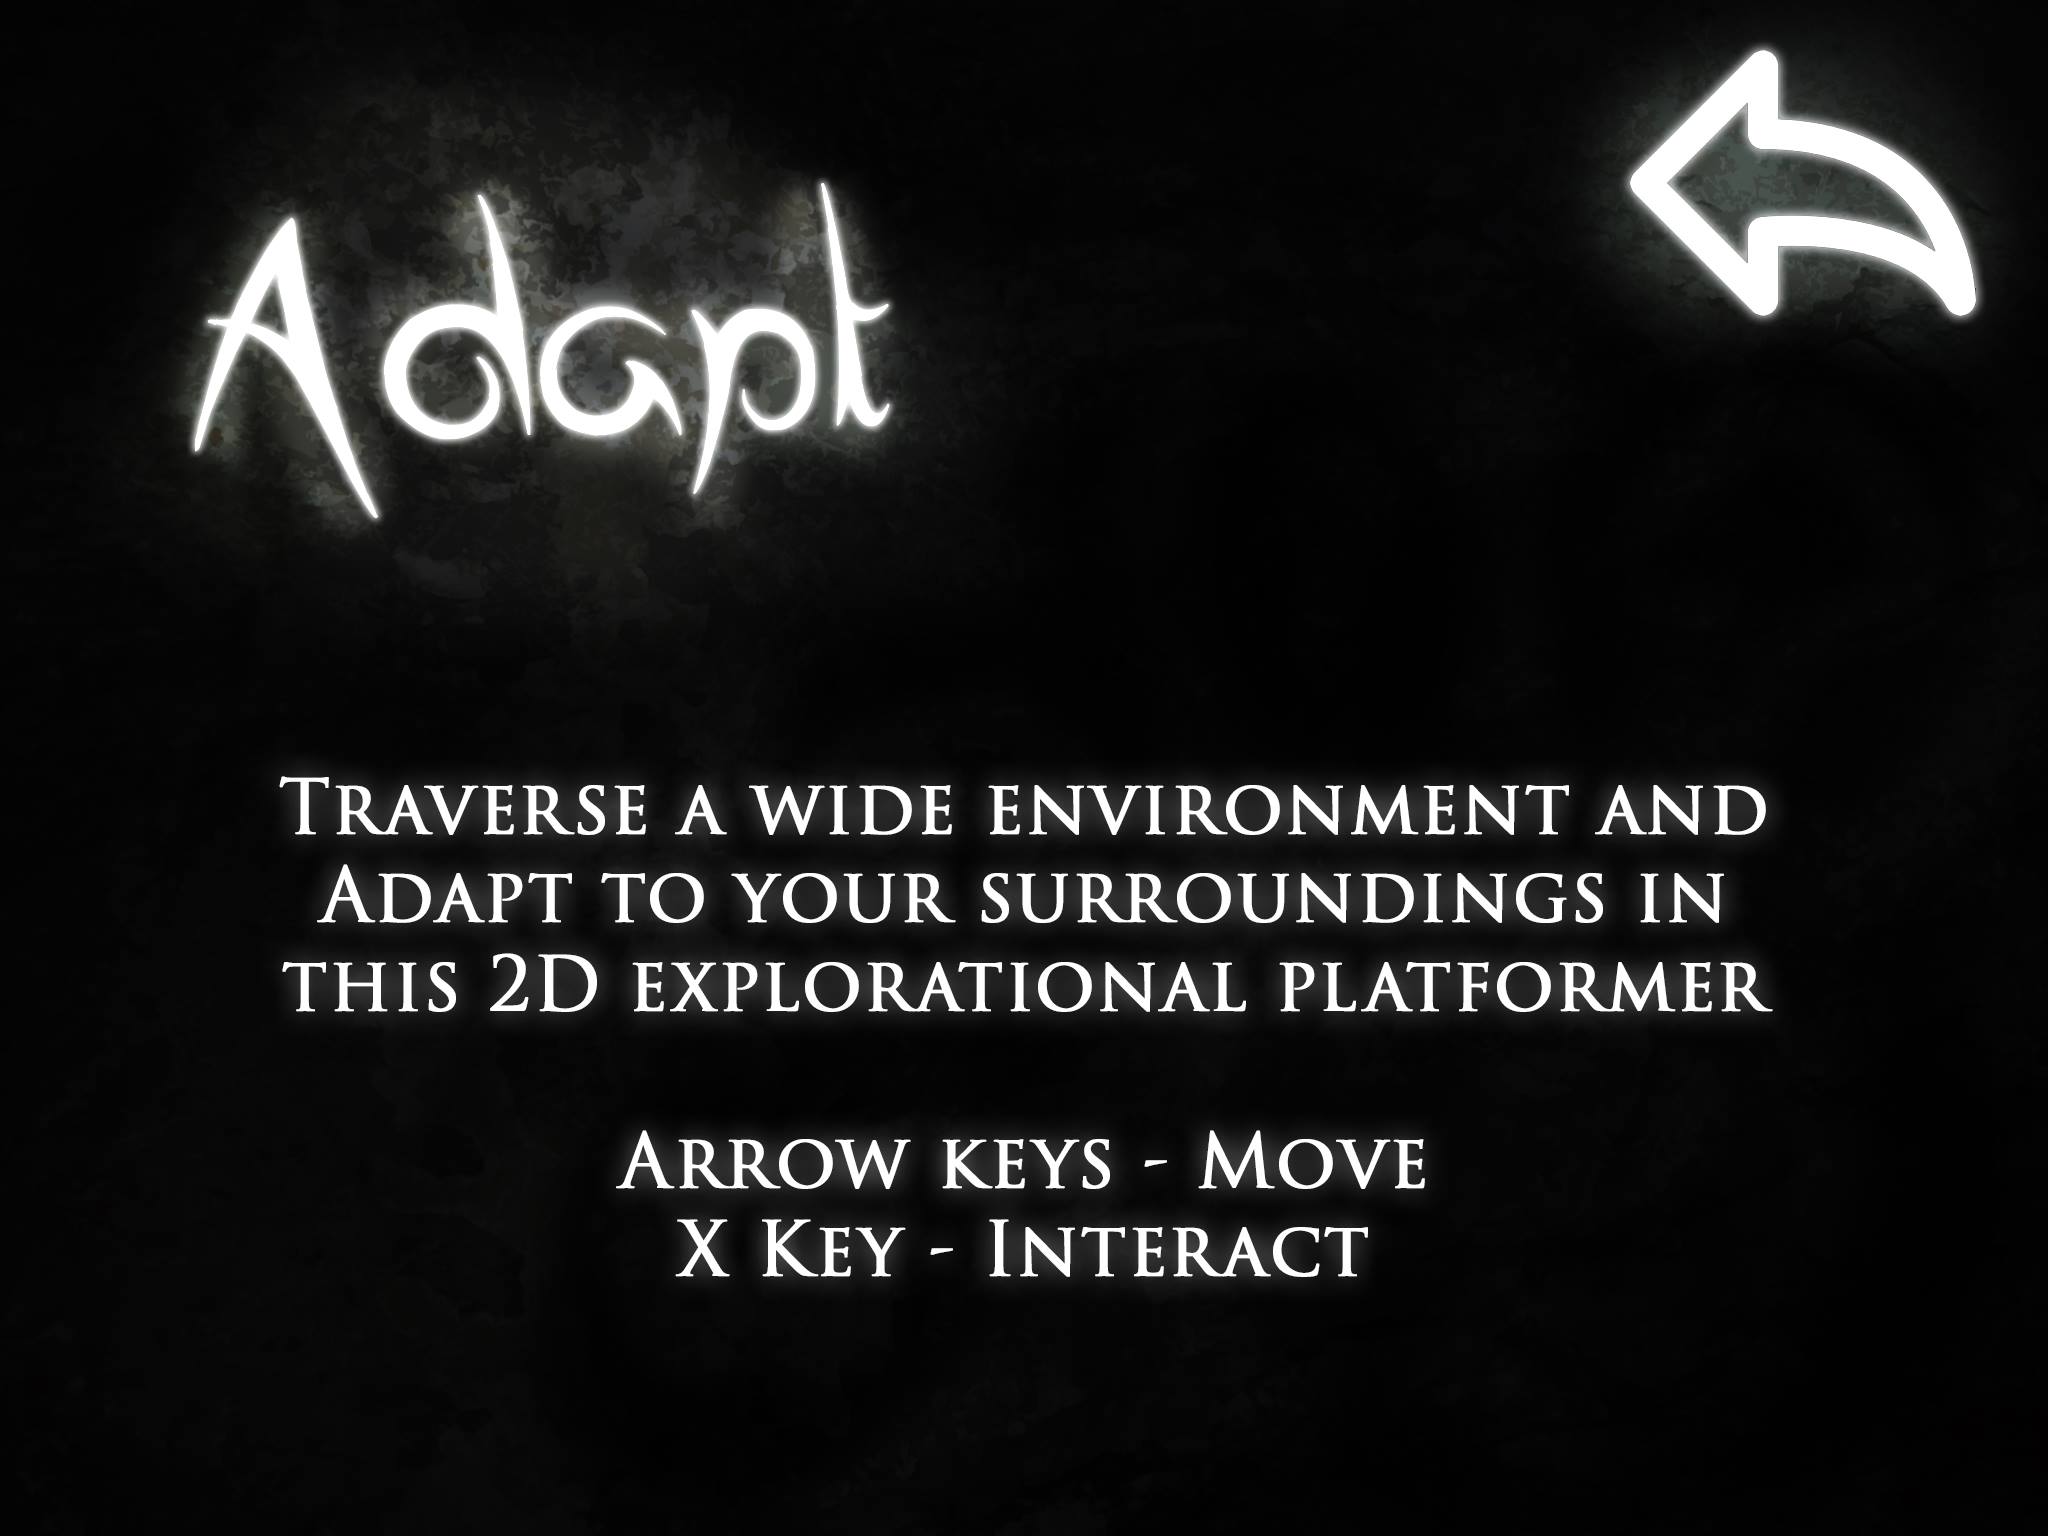 Adapt
Traverse a wide environment and
Adapt to your surroundings in
this 2D explorational platformer
Arrow keys - Move
X Key - Interact